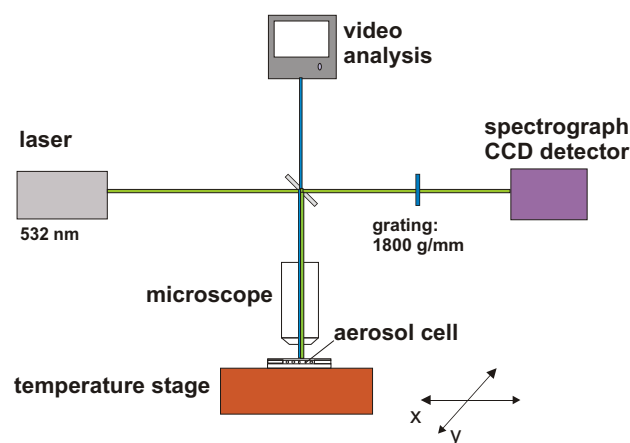 video
analysis
laser
spectrograph
CCD detector
532 nm
grating:
1800 g/mm
microscope
aerosol cell
temperature stage
x
y